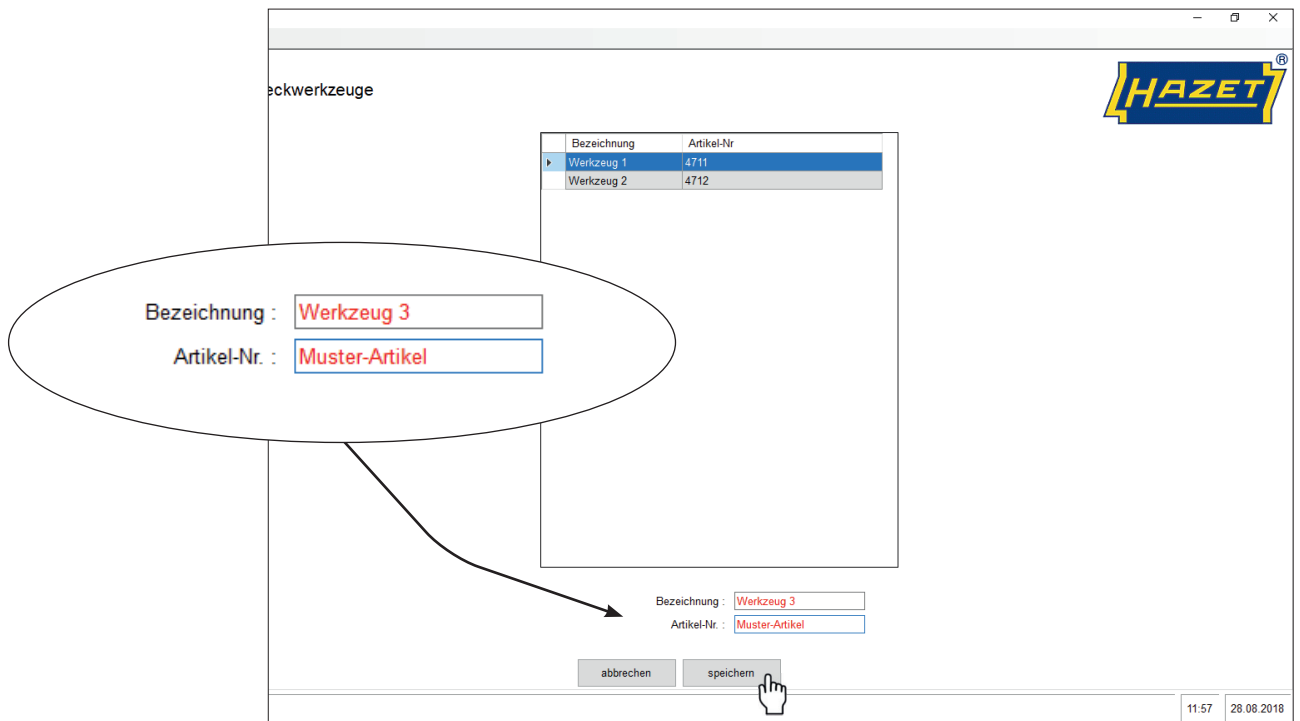 HAZET®
eckwerkzeuge
Bezeichnung Artikel-Nr
Werkzeug 1 4711
Werkzeug 2 4712
Bezeichnung : Werkzeug 3
Artikel-Nr. : Muster-Artikel
Bezeichnung : Werkzeug 3
Artikel-Nr. : Muster-Artikel
abbrechen speichern
11:57 28.08.2018